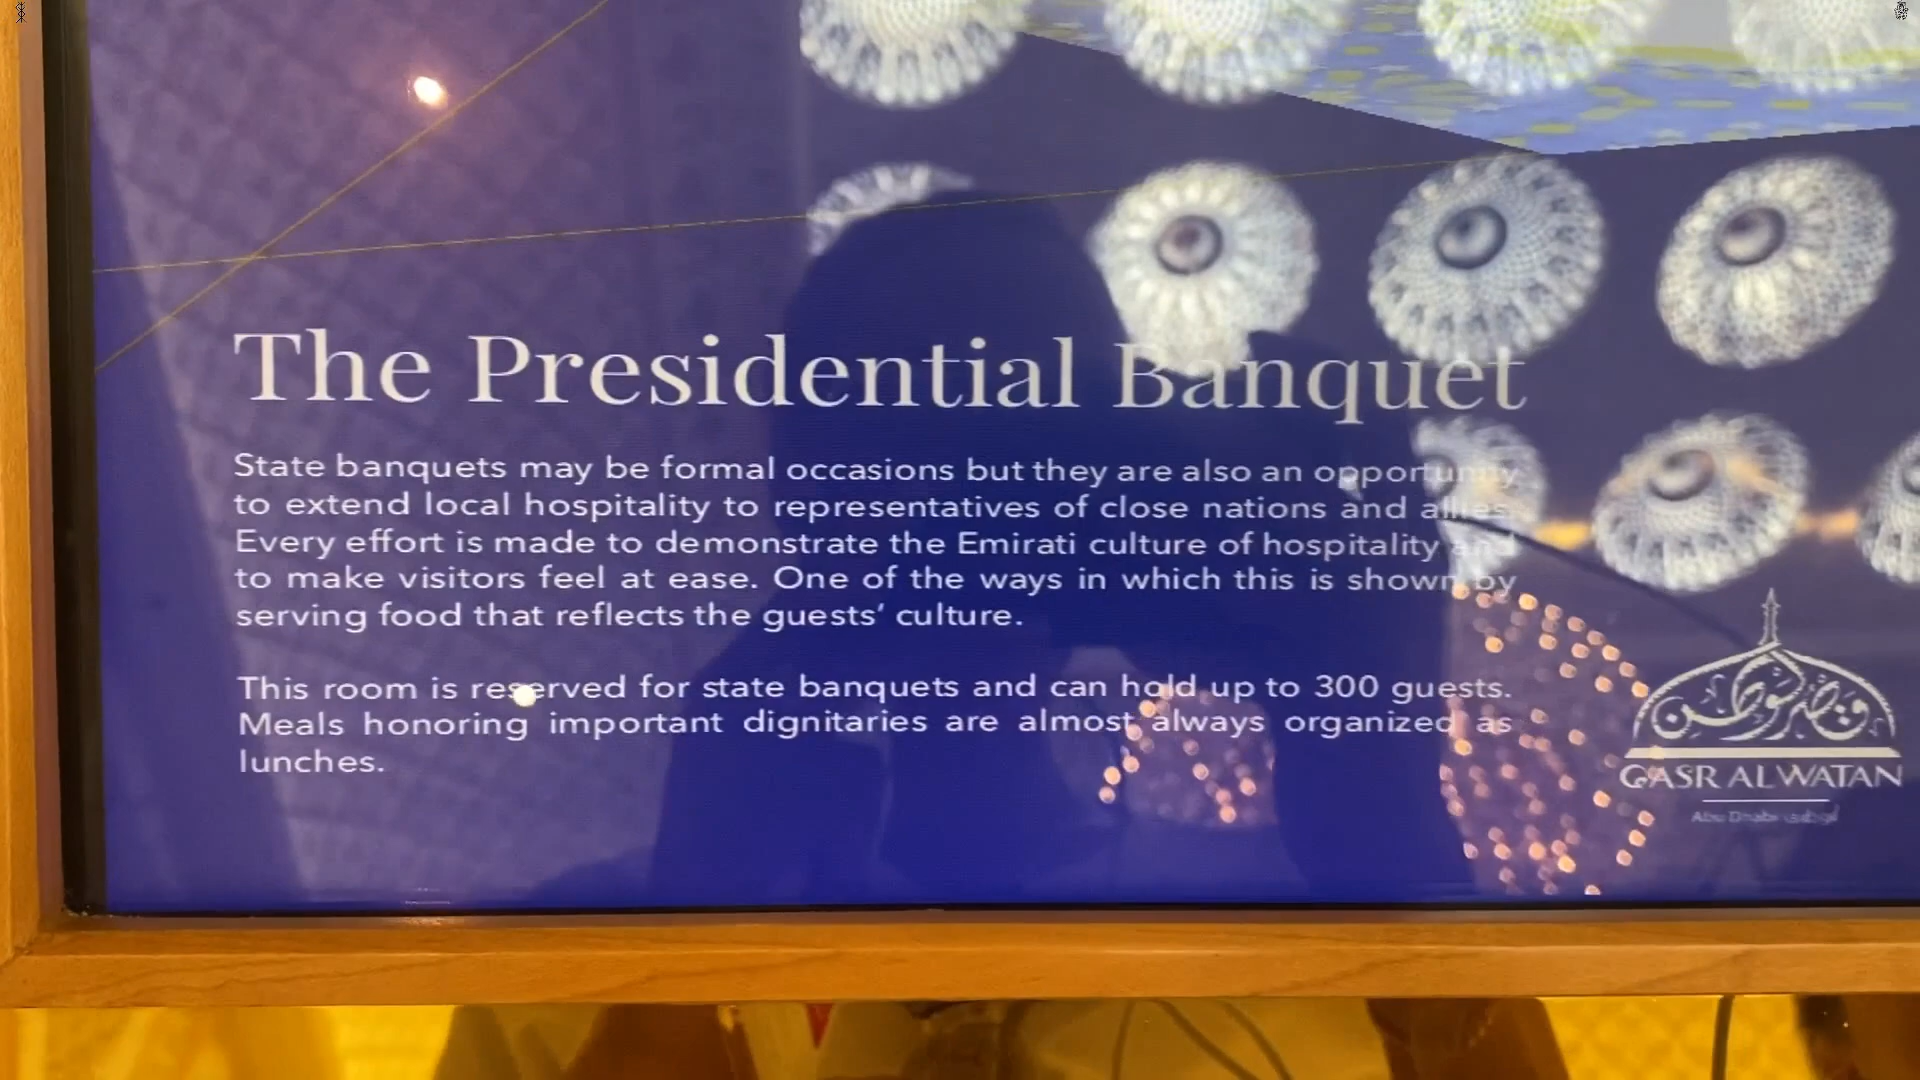 The Presidential Banquet
State banquets may be formal occasions but they are also an opportunity
to extend local hospitality to representatives of close nations and allies.
Every effort is made to demonstrate the Emirati culture of hospitality and
to make visitors feel at ease. One of the ways in which this is shown by
serving food that reflects the guests' culture.
This room is reserved for state banquets and can hold up to 300 guests.
Meals honoring important dignitaries are almost always organized as
lunches.
قصر الوطن
QASR AL WATAN
Abu Dhabi أبوظبي